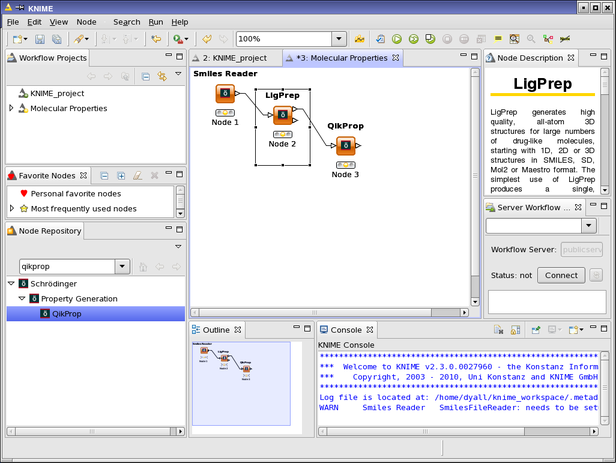 KNIME
File Edit View Node Search Run Help
100%
Workflow Projects
KNIME_project
Molecular Properties
Favorite Nodes
Personal favorite nodes
Most frequently used nodes
Node Repository
qikprop
Schrödinger
Property Generation
QikProp
2: KNIME_project
*3: Molecular Properties
Smiles Reader
Node 1
LigPrep
Node 2
QikProp
Node 3
Node Description
LigPrep
LigPrep generates high
quality, all-atom 3D
structures for large numbers
of drug-like molecules,
starting with 1D, 2D or 3D
structures in SMILES, SD,
Mol2 or Maestro format. The
simplest use of LigPrep
produces a single,
Server Workflow ...
Workflow Server: publicserv
Status: not Connect
Outline
Console
KNIME Console
***************************************************
*** Welcome to KNIME v2.3.0.0027960 - the Konstanz Inform
*** Copyright, 2003 - 2010, Uni Konstanz and KNIME GmbH
***************************************************
Log file is located at: /home/dyall/knime_workspace/.metad
WARN Smiles Reader SmilesFileReader: needs to be set